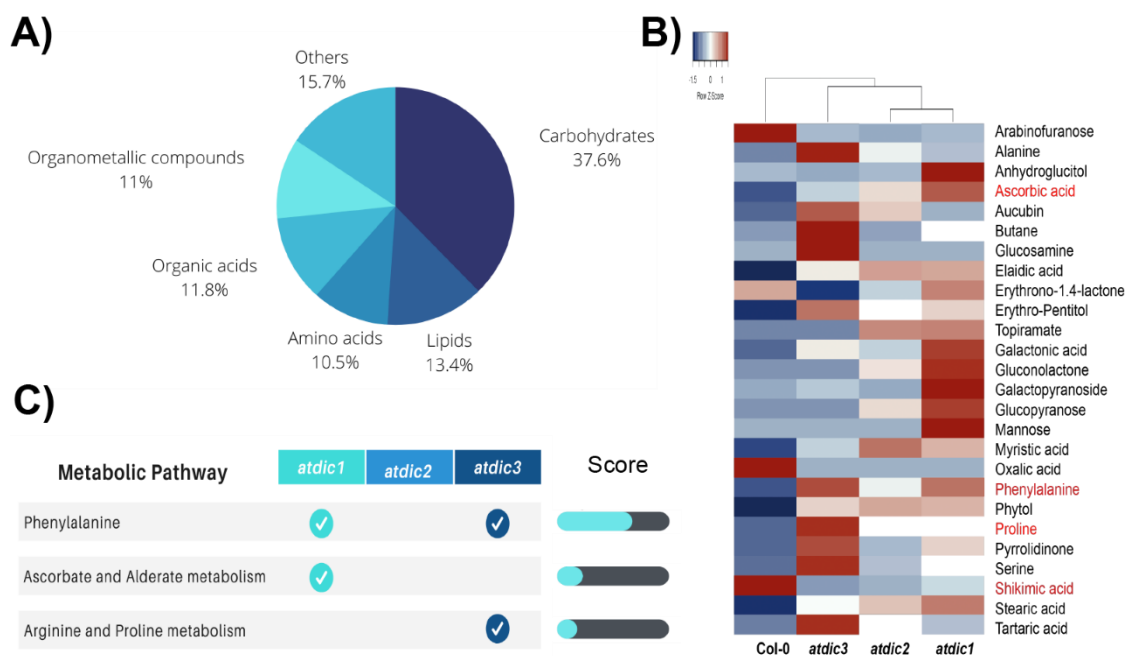 A)
Others
15.7%
Carbohydrates
37.6%
Organometallic compounds
11%
Organic acids
11.8%
Amino acids
10.5%
Lipids
13.4%
B)
-1.5 0 1
Row Z-Score
Arabinofuranose
Alanine
Anhydroglucitol
Ascorbic acid
Aucubin
Butane
Glucosamine
Elaidic acid
Erythrono-1.4-lactone
Erythro-Pentitol
Topiramate
Galactonic acid
Gluconolactone
Galactopyranoside
Glucopyranose
Mannose
Myristic acid
Oxalic acid
Phenylalanine
Phytol
Proline
Pyrrolidinone
Serine
Shikimic acid
Stearic acid
Tartaric acid
Col-0 atdic3 atdic2 atdic1
C)
Metabolic Pathway atdic1 atdic2 atdic3 Score
Phenylalanine
Ascorbate and Alderate metabolism
Arginine and Proline metabolism